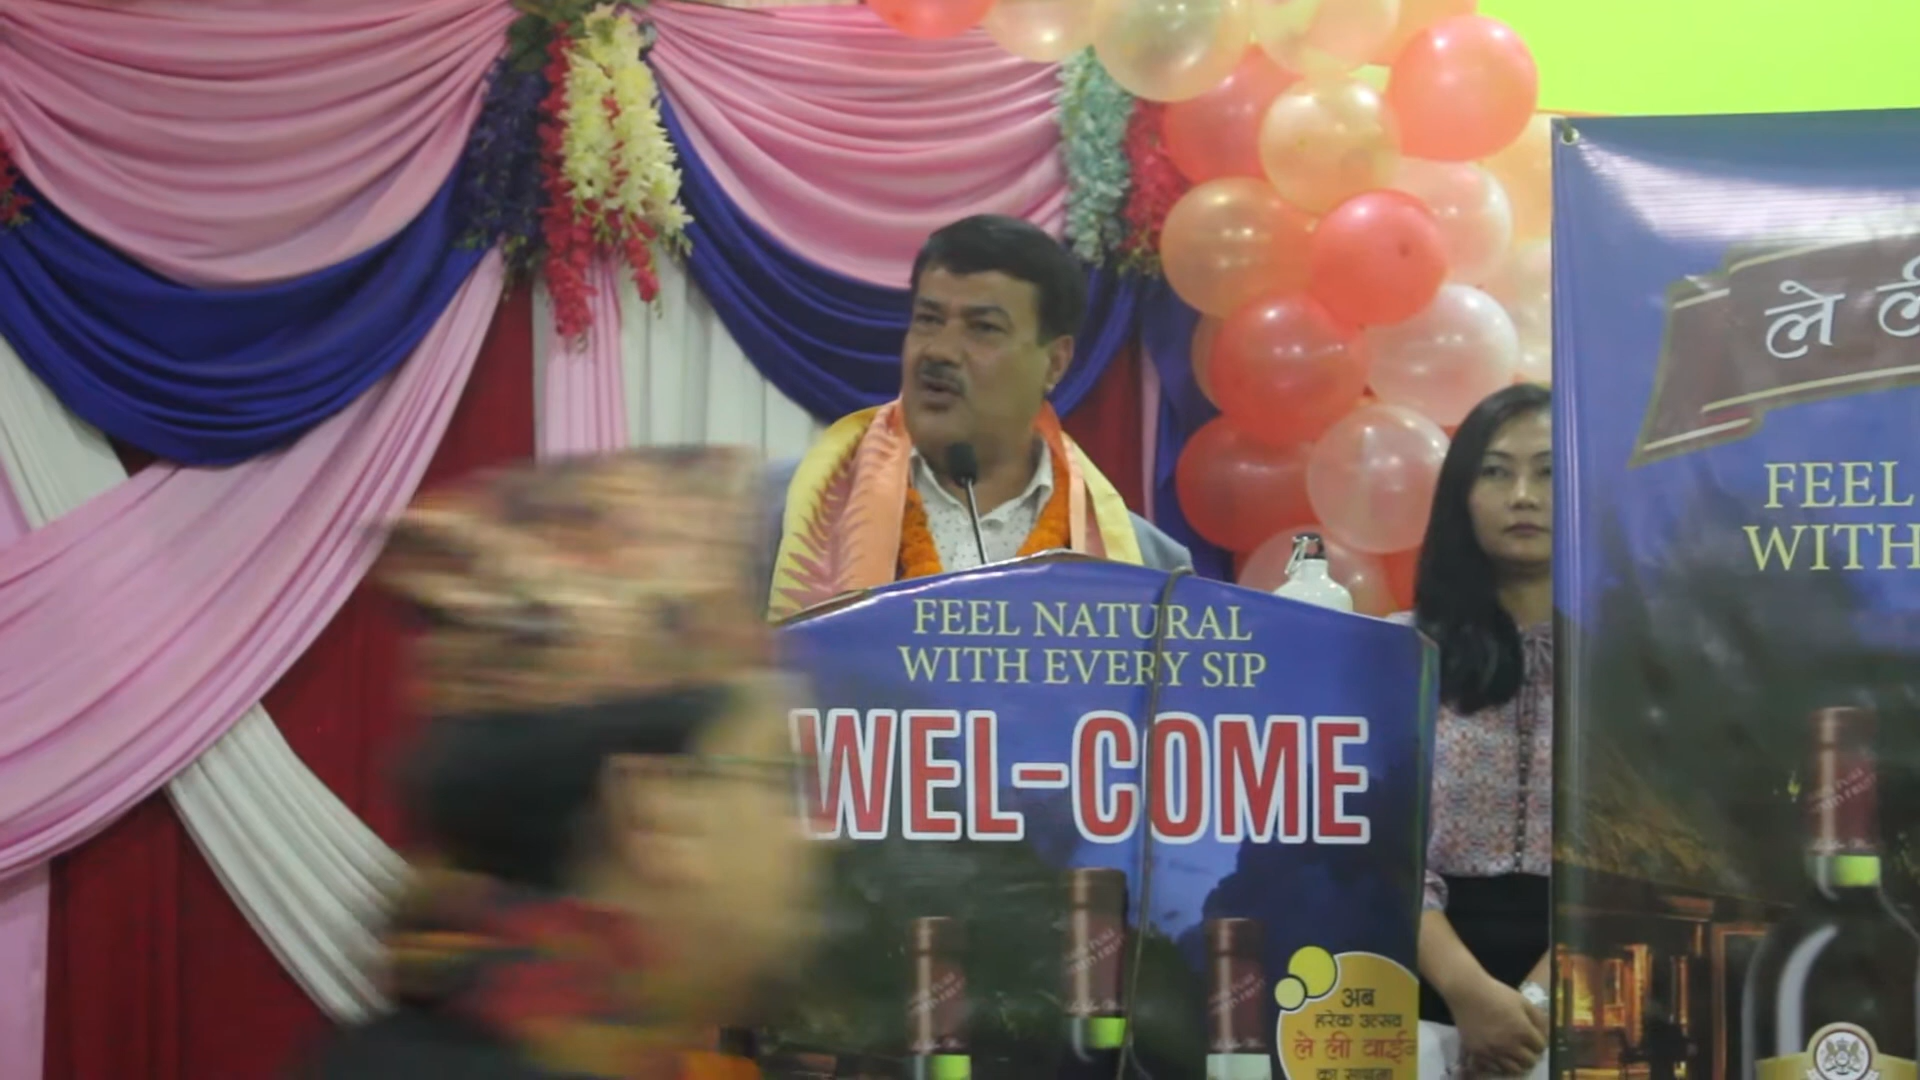 FEEL NATURAL
WITH EVERY SIP
WEL-COME
अब
हरेक उत्सव
ले ली वाईन
ले ली
FEEL
WITH